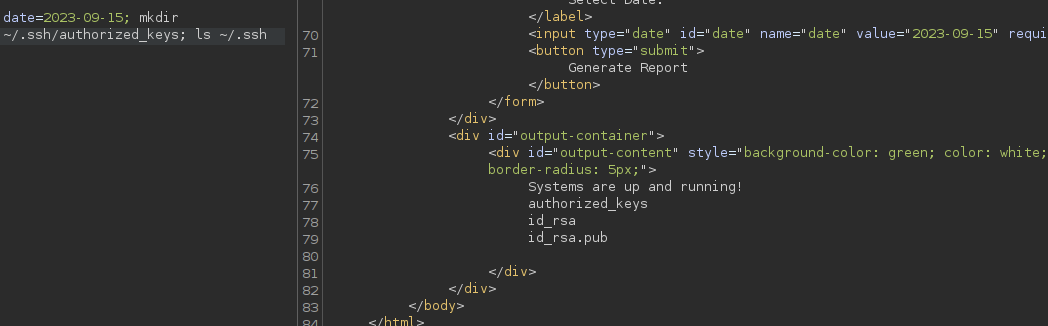 date=2023-09-15; mkdir
~/.ssh/authorized_keys; ls ~/.ssh
Select Date:
</label>
70 <input type="date" id="date" name="date" value="2023-09-15" requi
71 <button type="submit">
Generate Report
</button>
72 </form>
73 </div>
74 <div id="output-container">
75 <div id="output-content" style="background-color: green; color: white;
border-radius: 5px;">
76 Systems are up and running!
77 authorized_keys
78 id_rsa
79 id_rsa.pub
80
81 </div>
82 </div>
83 </body>
84 </html>